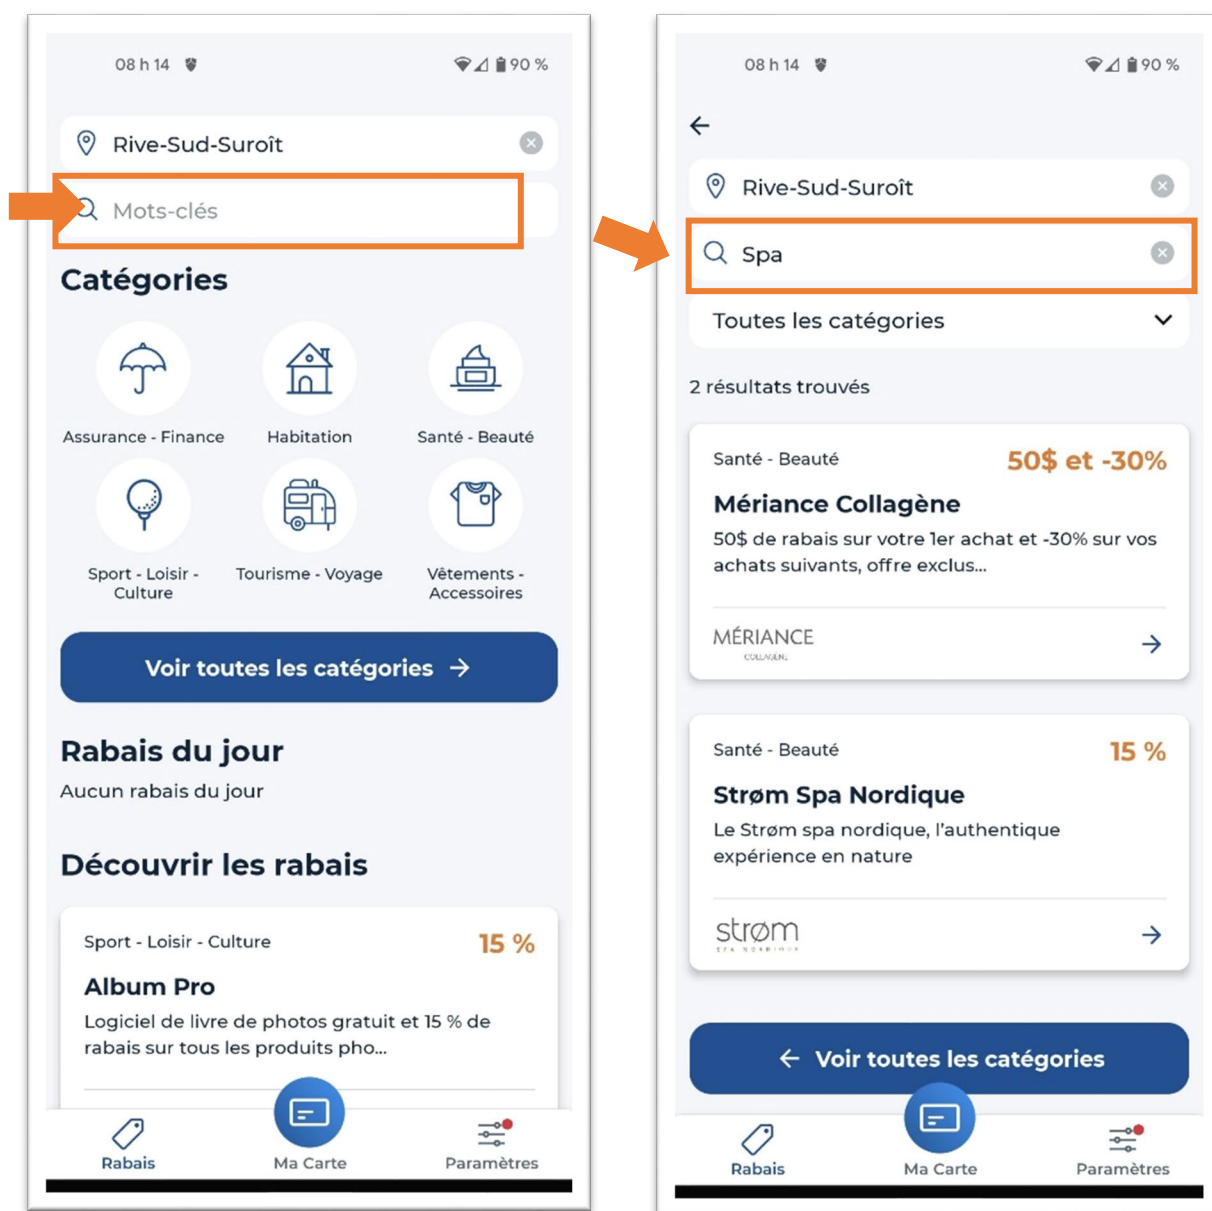 08 h 14
90 %
Rive-Sud-Suroît
Mots-clés
Catégories
Assurance - Finance
Habitation
Santé - Beauté
Sport - Loisir -
Culture
Tourisme - Voyage
Vêtements -
Accessoires
Voir toutes les catégories →
Rabais du jour
Aucun rabais du jour
Découvrir les rabais
Sport - Loisir - Culture
15 %
Album Pro
Logiciel de livre de photos gratuit et 15 % de
rabais sur tous les produits pho...
Rabais
Ma Carte
Paramètres
08 h 14
90 %
Rive-Sud-Suroît
Spa
Toutes les catégories
2 résultats trouvés
Santé - Beauté
50$ et -30%
Mériance Collagène
50$ de rabais sur votre 1er achat et -30% sur vos
achats suivants, offre exclus...
MÉRIANCE
COLLAGÈNE
Santé - Beauté
15 %
Strøm Spa Nordique
Le Strøm spa nordique, l'authentique
expérience en nature
strøm
SPA NORDIQUE
← Voir toutes les catégories
Rabais
Ma Carte
Paramètres